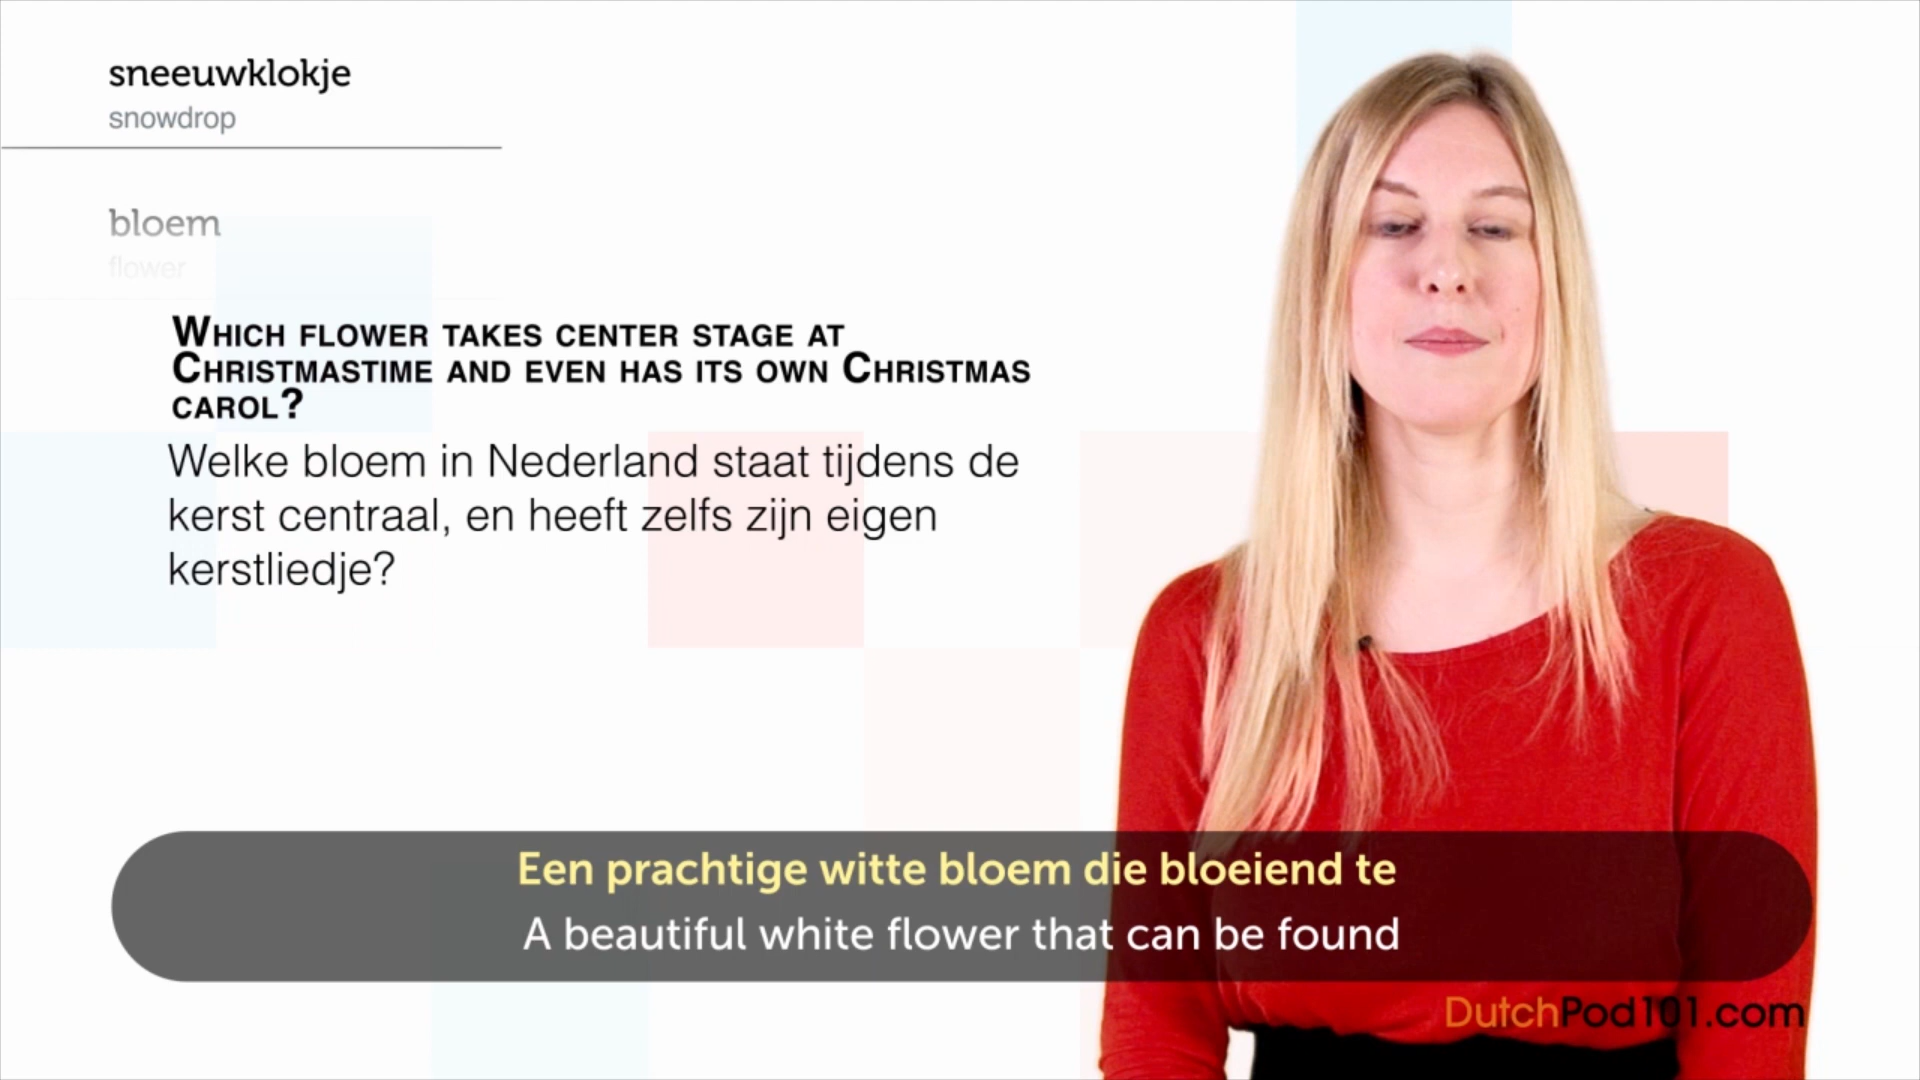 sneeuwklokje
snowdrop
bloem
flower
Which flower takes center stage at
Christmastime and even has its own Christmas
carol?
Welke bloem in Nederland staat tijdens de
kerst centraal, en heeft zelfs zijn eigen
kerstliedje?
Een prachtige witte bloem die bloeiend te
A beautiful white flower that can be found
DutchPod101.com